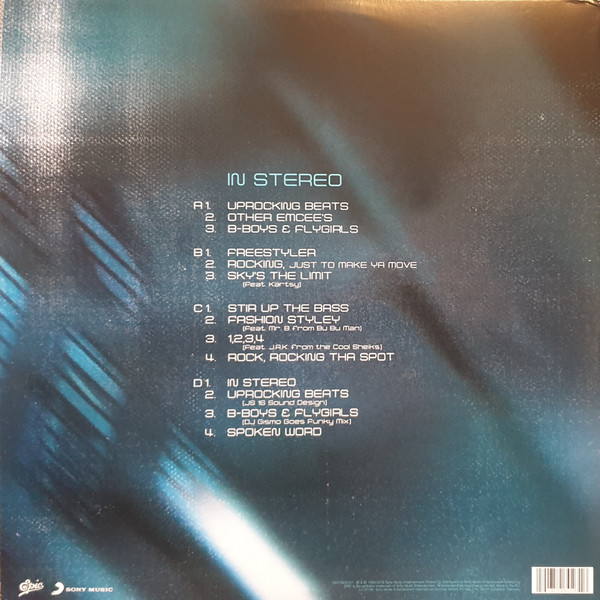 IN STEREO
A1. UPROCKING BEATS
2. OTHER EMCEE'S
3. B-BOYS & FLYGIRLS
B1. FREESTYLER
2. ROCKING, JUST TO MAKE YA MOVE
3. SKY'S THE LIMIT
(Feat. Kartsy)
C1. STIR UP THE BASS
2. FASHION STYLEY
(Feat. Mr. B from Bu Bu Man)
3. 1,2,3,4
(Feat. J.A.K. from the Cool Sheiks)
4. ROCK, ROCKING THA SPOT
D1. IN STEREO
2. UPROCKING BEATS
(JS 16 Sound Design)
3. B-BOYS & FLYGIRLS
(DJ Gismo Goes Funky Mix)
4. SPOKEN WORD
Epic
SONY MUSIC